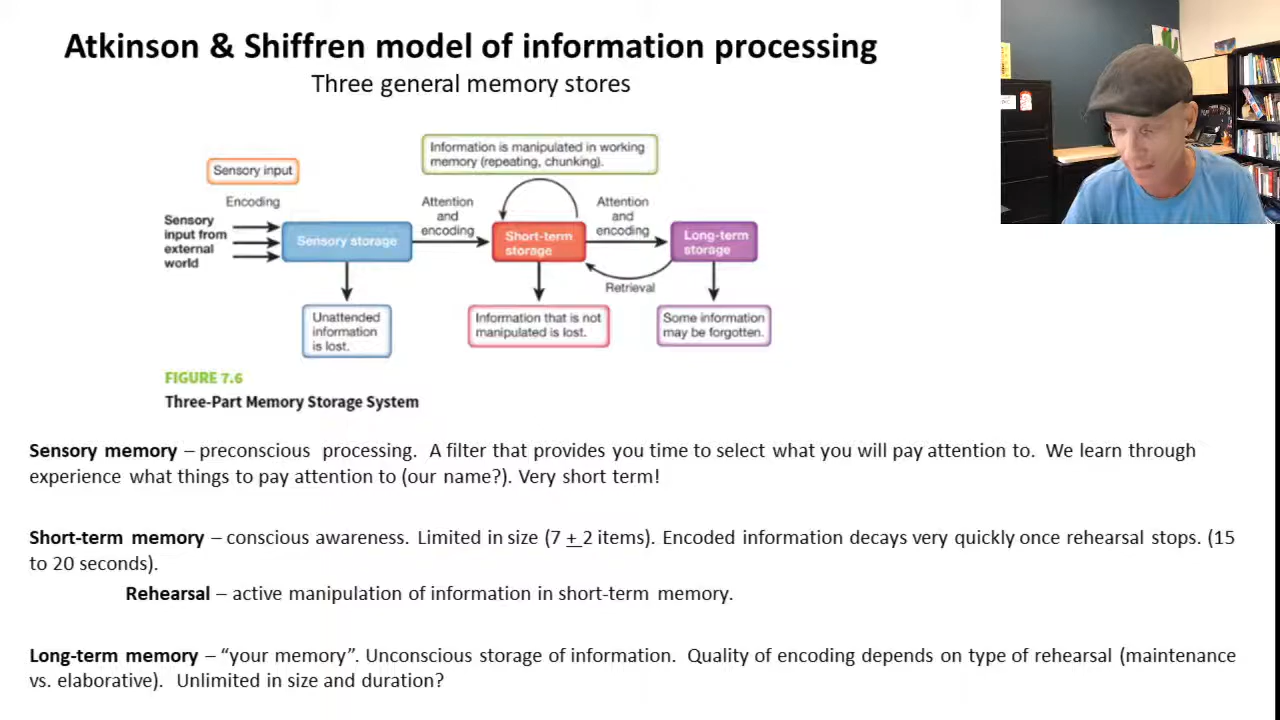 Atkinson & Shiffren model of information processing
Three general memory stores
Information is manipulated in working
memory (repeating, chunking).
Sensory input
Encoding
Attention
and
encoding
Attention
and
encoding
Sensory
input from
external
world
Sensory storage
Short-term
storage
Long-term
storage
Retrieval
Unattended
information
is lost.
Information that is not
manipulated is lost.
Some information
may be forgotten.
FIGURE 7.6
Three-Part Memory Storage System
Sensory memory – preconscious processing. A filter that provides you time to select what you will pay attention to. We learn through
experience what things to pay attention to (our name?). Very short term!
Short-term memory – conscious awareness. Limited in size (7 ± 2 items). Encoded information decays very quickly once rehearsal stops. (15
to 20 seconds).
Rehearsal – active manipulation of information in short-term memory.
Long-term memory – “your memory”. Unconscious storage of information. Quality of encoding depends on type of rehearsal (maintenance
vs. elaborative). Unlimited in size and duration?